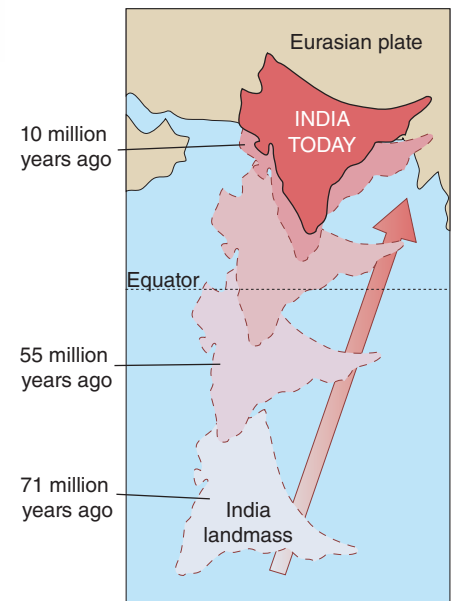 Eurasian plate
INDIA
TODAY
10 million
years ago
Equator
55 million
years ago
71 million
years ago
India
landmass